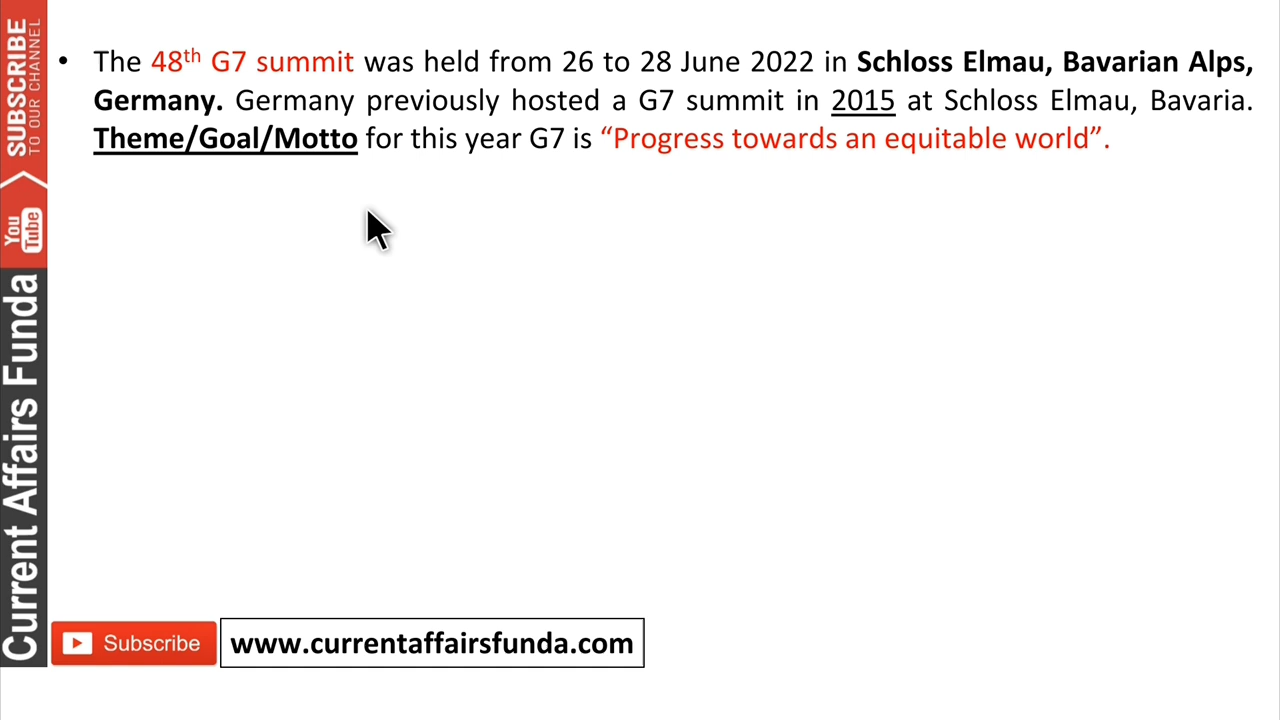 • The 48th G7 summit was held from 26 to 28 June 2022 in Schloss Elmau, Bavarian Alps,
Germany. Germany previously hosted a G7 summit in 2015 at Schloss Elmau, Bavaria.
Theme/Goal/Motto for this year G7 is “Progress towards an equitable world”.
SUBSCRIBE
TO OUR CHANNEL
You
Tube
Current Affairs Funda
Subscribe
www.currentaffairsfunda.com